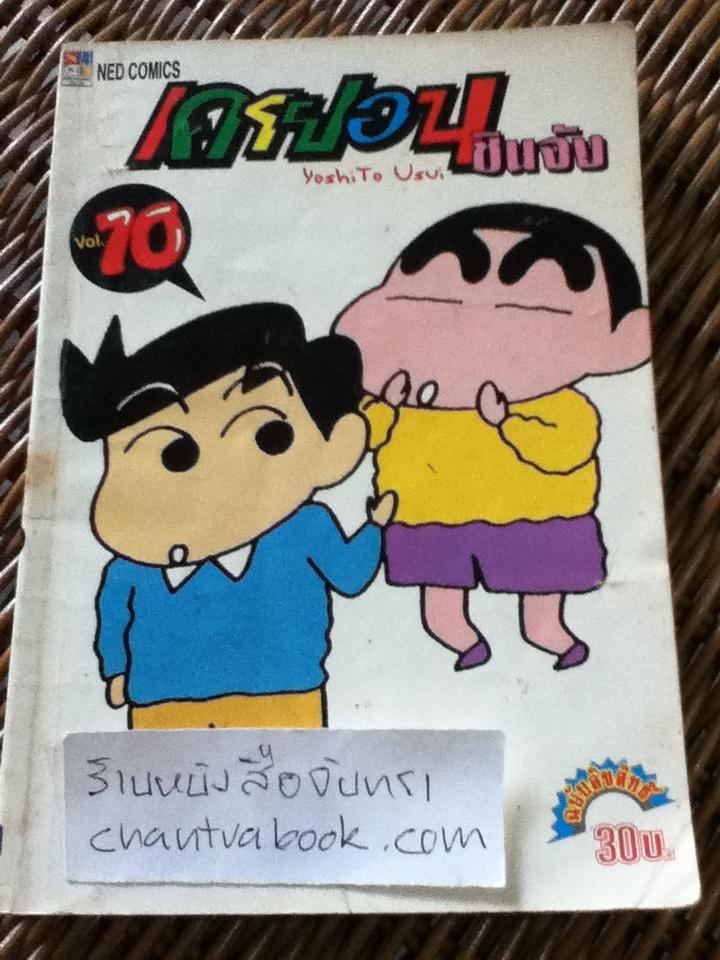 NED COMICS
เครยอน
ชินจัง
YoshiTo Usui
Vol. 10
ฉบับลิขสิทธิ์
30บ.
ร้านหนังสือจันทรา
chantrabook.com